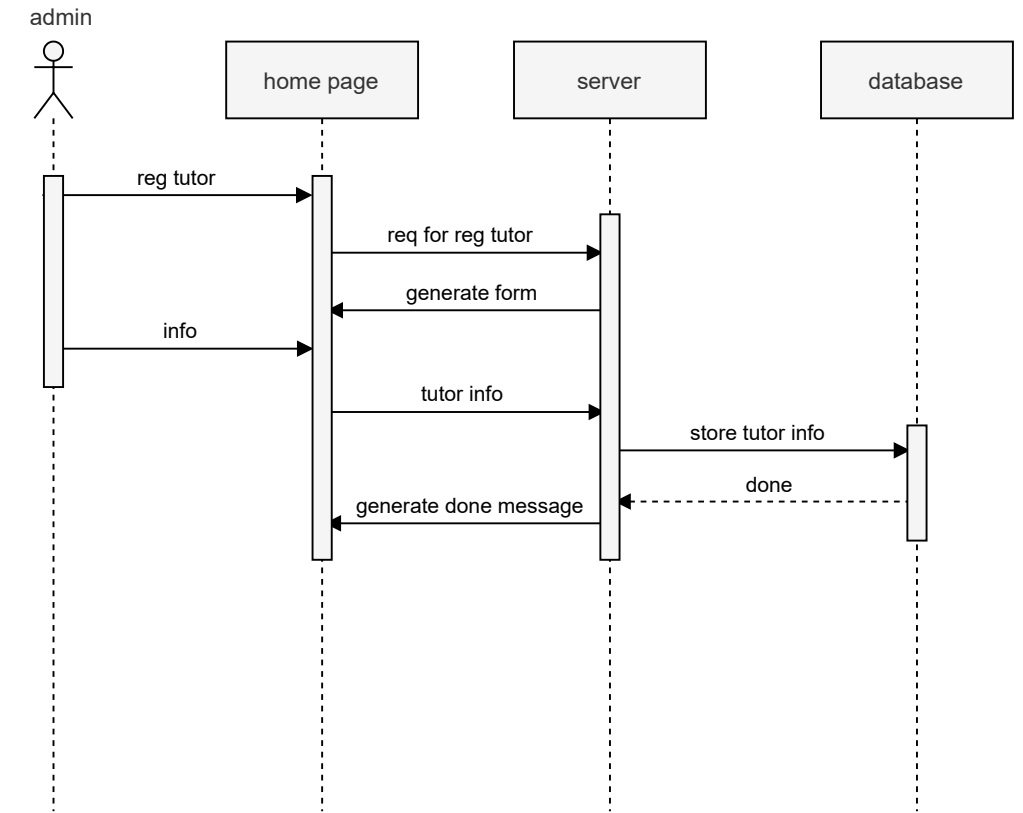 admin
home page
server
database
reg tutor
req for reg tutor
generate form
info
tutor info
store tutor info
done
generate done message